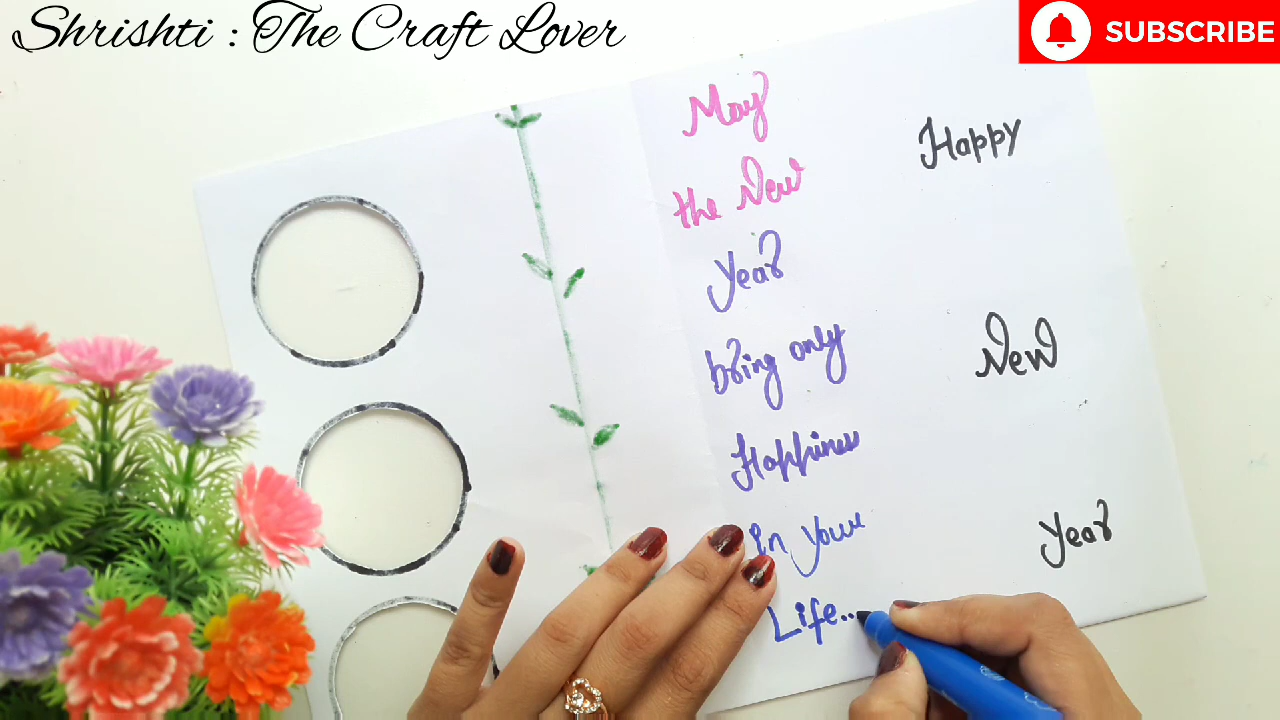 Shrishti : The Craft Lover
SUBSCRIBE
May
the New
Year
bring only
Happiness
in your
Life..
Happy
New
Year